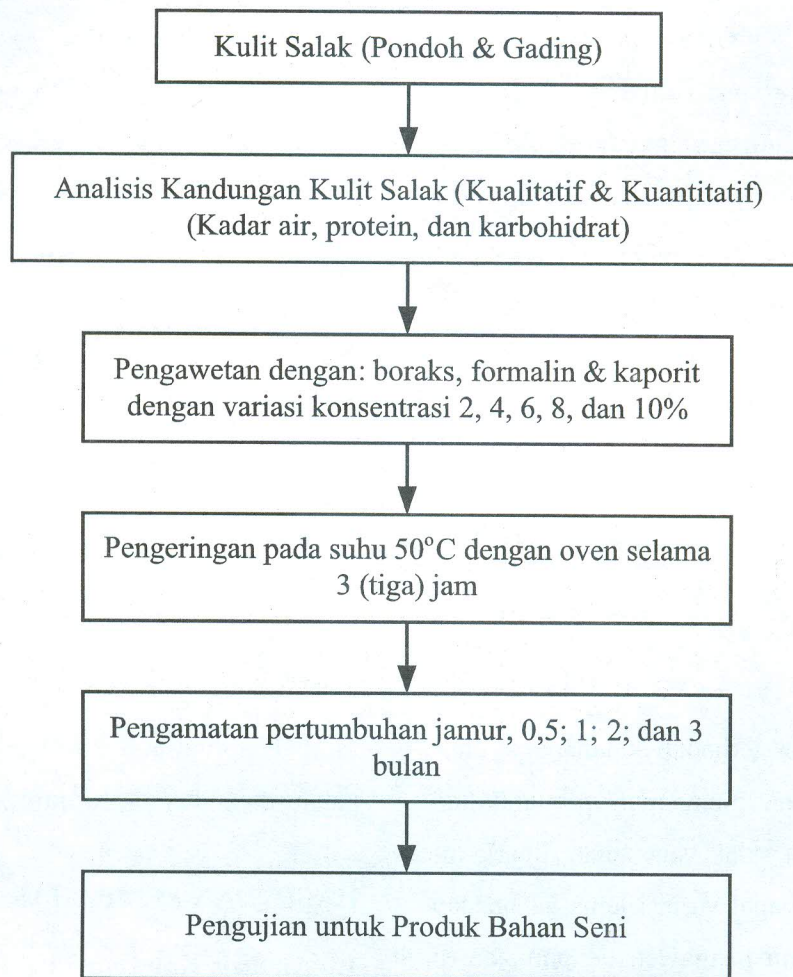 Kulit Salak (Pondoh & Gading)
Analisis Kandungan Kulit Salak (Kualitatif & Kuantitatif)
(Kadar air, protein, dan karbohidrat)
Pengawetan dengan: boraks, formalin & kaporit
dengan variasi konsentrasi 2, 4, 6, 8, dan 10%
Pengeringan pada suhu 50°C dengan oven selama
3 (tiga) jam
Pengamatan pertumbuhan jamur, 0,5; 1; 2; dan 3
bulan
Pengujian untuk Produk Bahan Seni